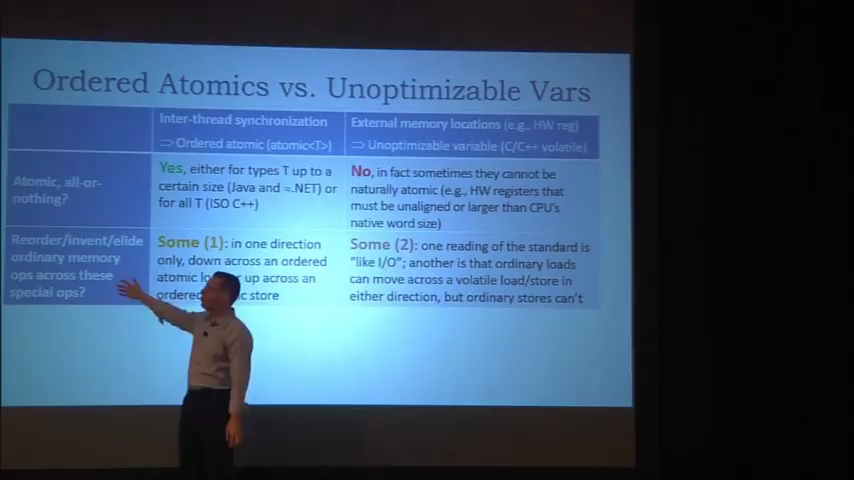 Ordered Atomics vs. Unoptimizable Vars
Inter-thread synchronization
⇒ Ordered atomic (atomic<T>)
External memory locations (e.g., HW reg)
⇒ Unoptimizable variable (C/C++ volatile)
Atomic, all-or-
nothing?
Yes, either for types T up to a
certain size (Java and ≈.NET) or
for all T (ISO C++)
No, in fact sometimes they cannot be
naturally atomic (e.g., HW registers that
must be unaligned or larger than CPU's
native word size)
Reorder/invent/elide
ordinary memory
ops across these
special ops?
Some (1): in one direction
only, down across an ordered
atomic lo r up across an
ordered c store
Some (2): one reading of the standard is
"like I/O"; another is that ordinary loads
can move across a volatile load/store in
either direction, but ordinary stores can't